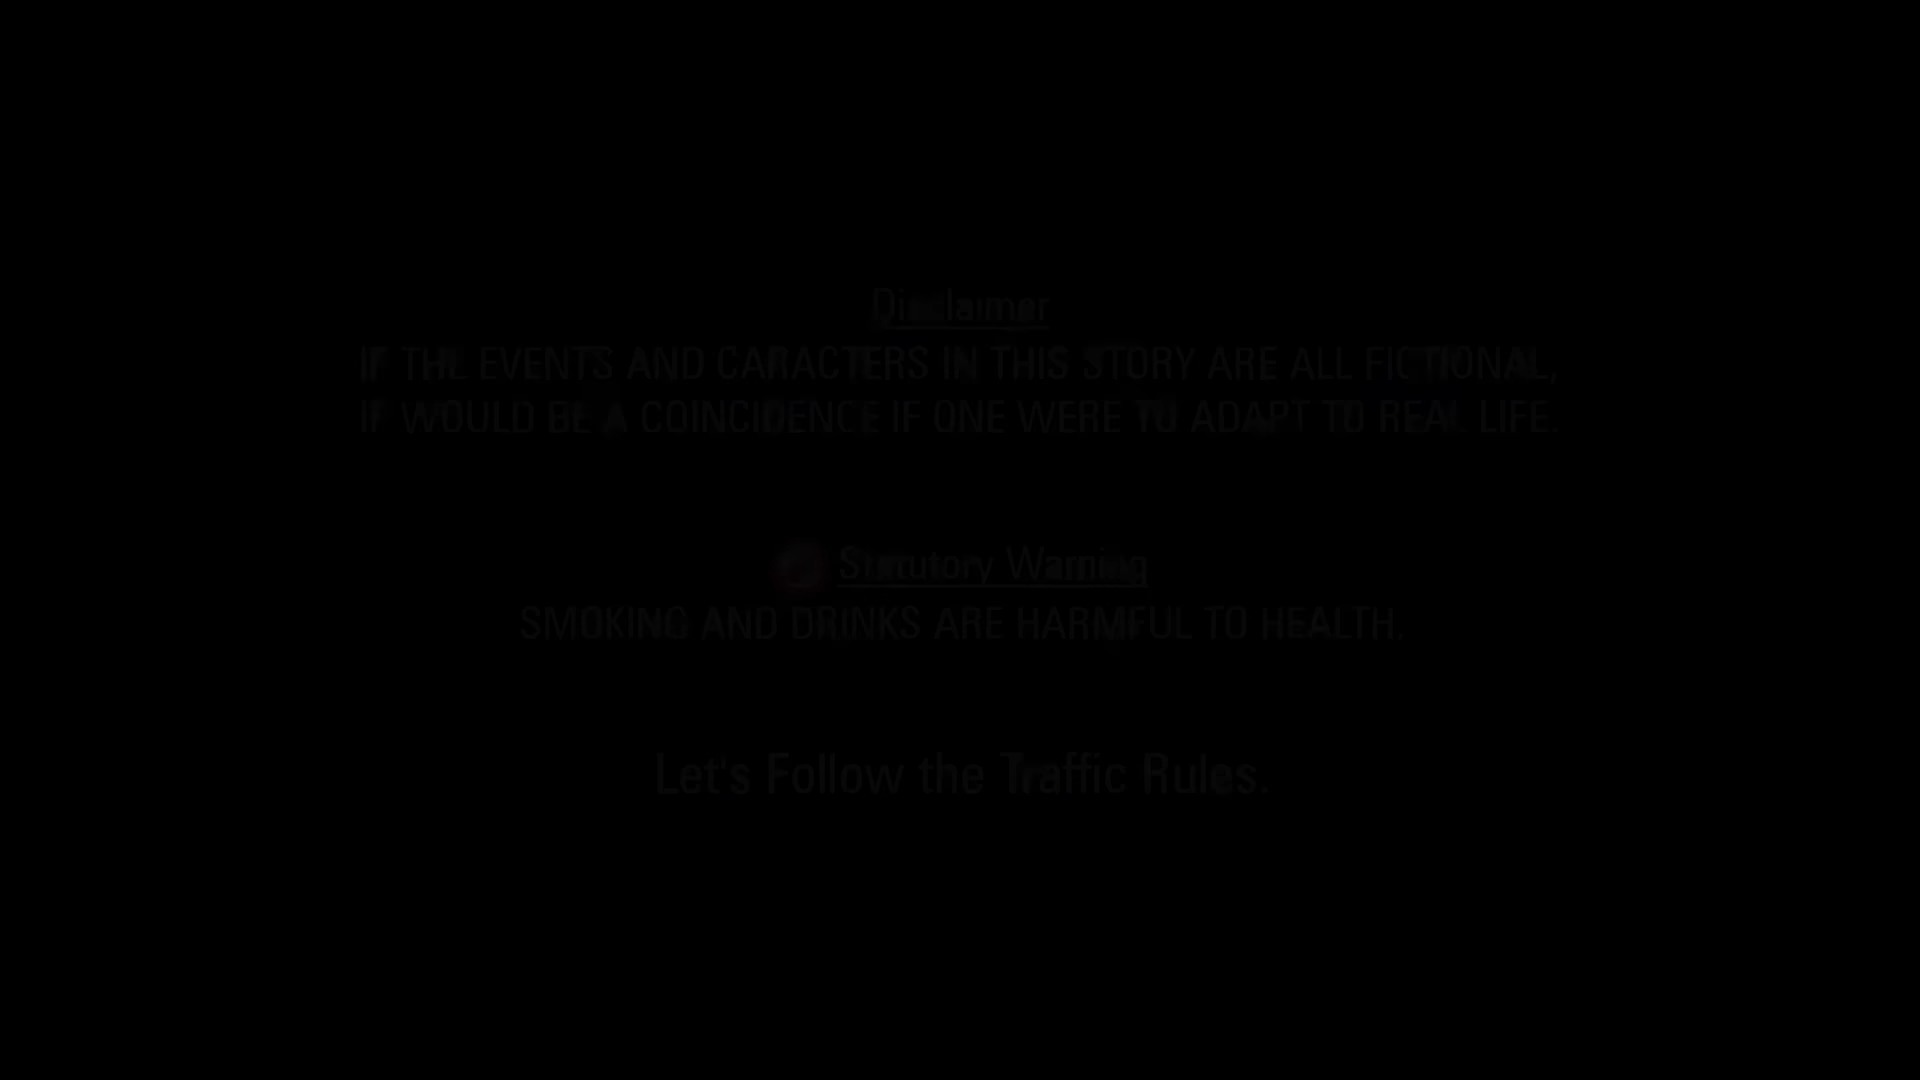 Disclaimer
IF THE EVENTS AND CARACTERS IN THIS STORY ARE ALL FICTIONAL,
IF WOULD BE A COINCIDENCE IF ONE WERE TO ADAPT TO REAL LIFE.
Statutory Warning
SMOKING AND DRINKS ARE HARMFUL TO HEALTH.
Let's Follow the Traffic Rules.